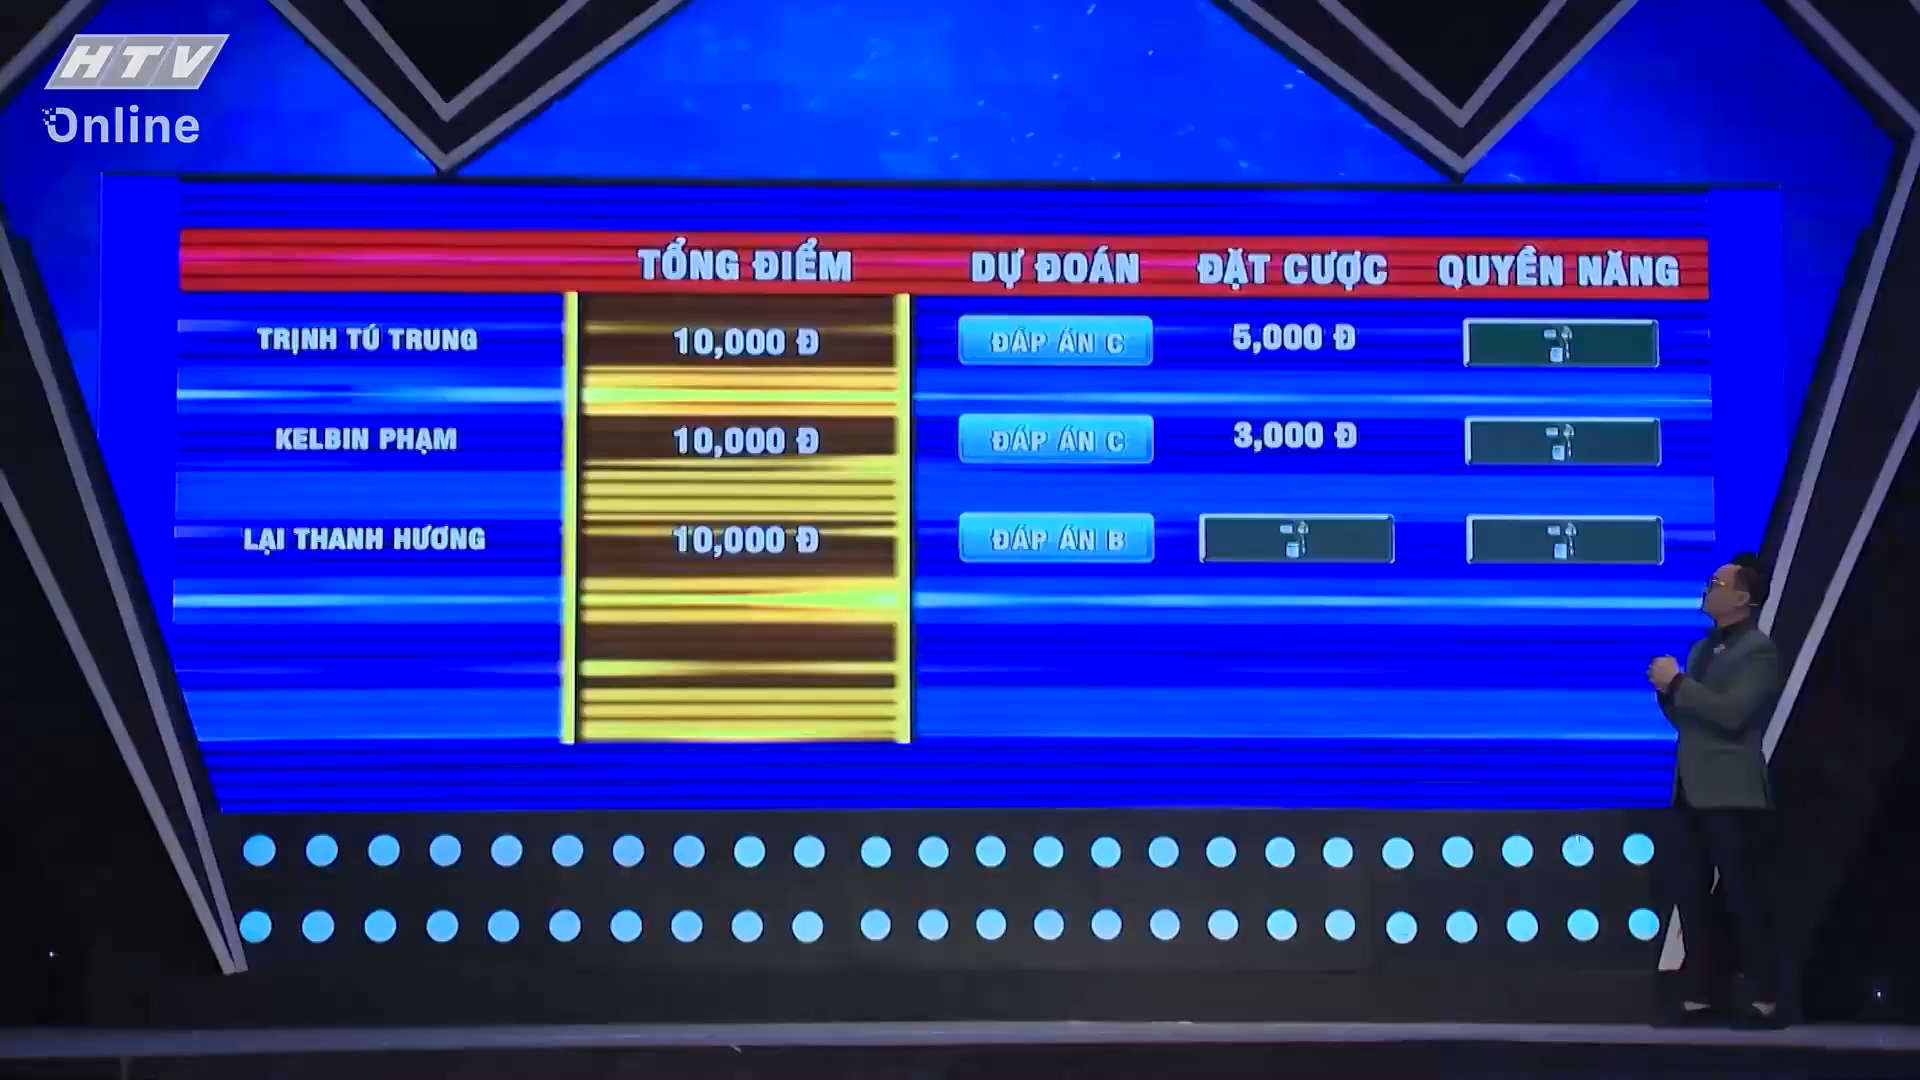 HTV
Online
TỔNG ĐIỂM DỰ ĐOÁN ĐẶT CƯỢC QUYỀN NĂNG
TRỊNH TÚ TRUNG 10,000 Đ ĐÁP ÁN C 5,000 Đ
KELBIN PHẠM 10,000 Đ ĐÁP ÁN C 3,000 Đ
LẠI THANH HƯƠNG 10,000 Đ ĐÁP ÁN B